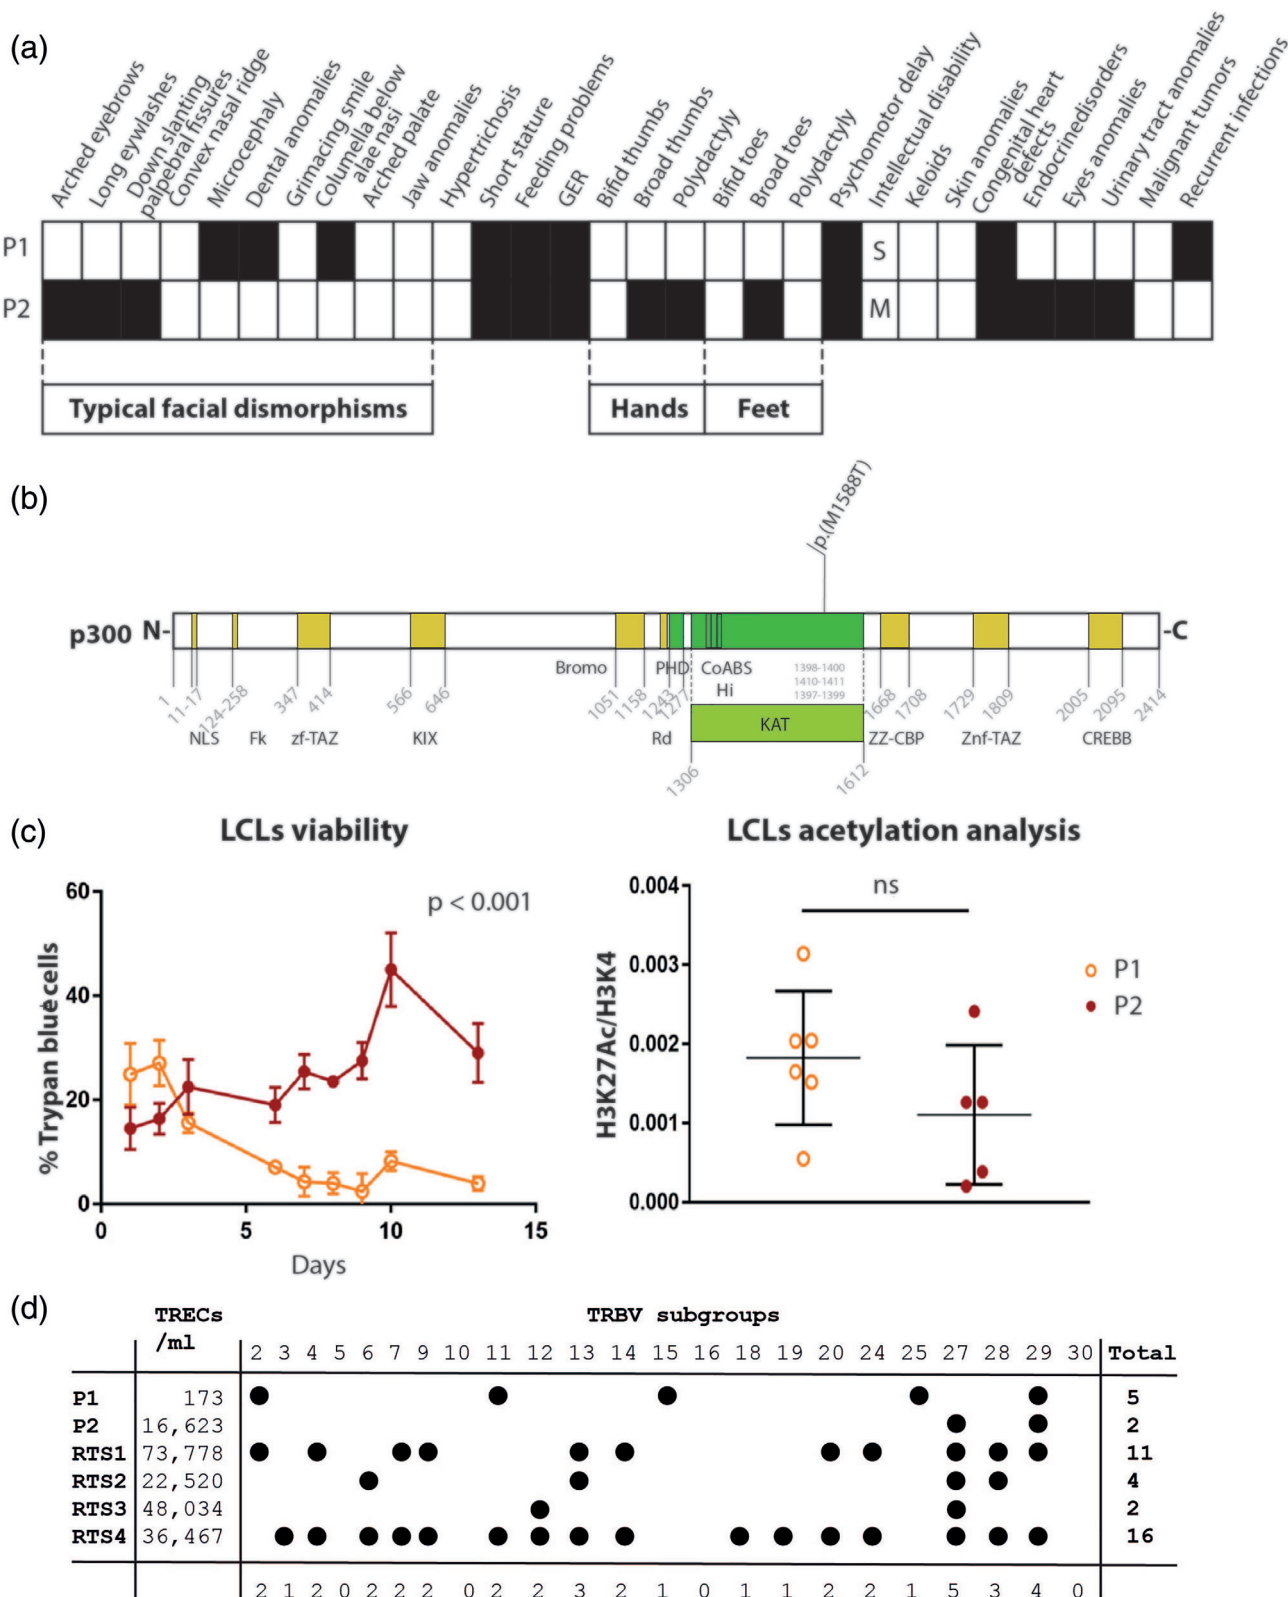 (a)
Arched eyebrows
Long eyewlashes
Down slanting
palpebral fissures
Convex nasal ridge
Microcephaly
Dental anomalies
Grimacing smile
Columella below
alae nasi
Arched palate
Jaw anomalies
Hypertrichosis
Short stature
Feeding problems
GER
Bifid thumbs
Broad thumbs
Polydactyly
Bifid toes
Broad toes
Polydactyly
Psychomotor delay
Intellectual disability
Keloids
Skin anomalies
Congenital heart
defects
Endocrinedisorders
Eyes anomalies
Urinary tract anomalies
Malignant tumors
Recurrent infections
P1 S
P2 M
Typical facial dismorphisms Hands Feet
(b)
/p.(M1588T)
p300 N- -C
Bromo PHD CoABS 1398-1400
Hi 1410-1411
1397-1399
1 11-17 124-258 347 414 566 646 1051 1158 1243 1277 1668 1708 1729 1809 2005 2095 2414
KAT
NLS Fk zf-TAZ KIX Rd ZZ-CBP Znf-TAZ CREBB
1306 1612
(c)
LCLs viability
p < 0.001
% Trypan blue cells
60
40
20
0
0 5 10 15
Days
LCLs acetylation analysis
ns
H3K27Ac/H3K4
0.004
0.003
0.002
0.001
0.000
P1
P2
(d)
TRECs TRBV subgroups
/ml 2 3 4 5 6 7 9 10 11 12 13 14 15 16 18 19 20 24 25 27 28 29 30 Total
P1 173 5
P2 16,623 2
RTS1 73,778 11
RTS2 22,520 4
RTS3 48,034 2
RTS4 36,467 16
2 1 2 0 2 2 2 0 2 2 3 2 1 0 1 1 2 2 1 5 3 4 0